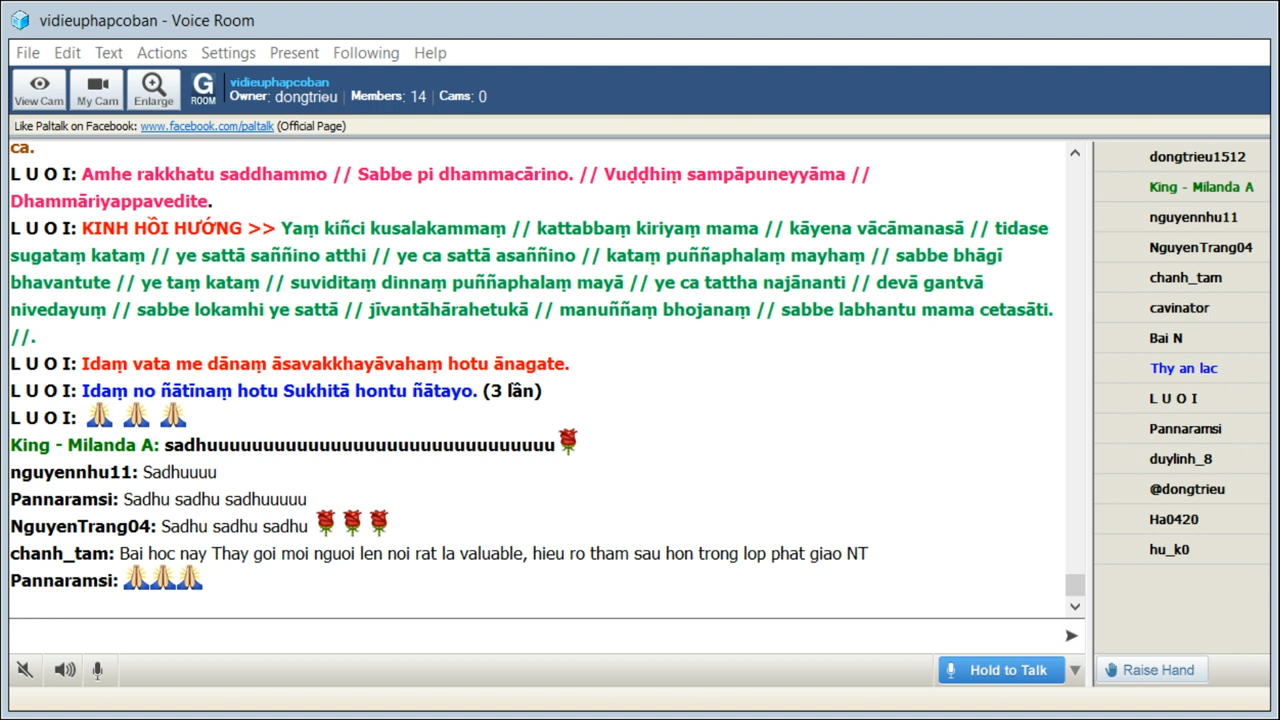 vidieuphapcoban - Voice Room
File Edit Text Actions Settings Present Following Help
View Cam My Cam Enlarge G ROOM
vidieuphapcoban
Owner: dongtrieu | Members: 14 | Cams: 0
Like Paltalk on Facebook: www.facebook.com/paltalk (Official Page)
ca.
L U O I: Amhe rakkhatu saddhammo // Sabbe pi dhammacārino. // Vuḍḍhiṃ sampāpuneyyāma //
Dhammāriyappavedite.
L U O I: KINH HỒI HƯỚNG >> Yaṃ kiñci kusalakammaṃ // kattabbaṃ kiriyaṃ mama // kāyena vācāmanasā // tidase
sugataṃ kataṃ // ye sattā saññino atthi // ye ca sattā asaññino // kataṃ puññaphalaṃ mayhaṃ // sabbe bhāgī
bhavantute // ye taṃ kataṃ // suviditaṃ dinnaṃ puññaphalaṃ mayā // ye ca tattha najānanti // devā gantvā
nivedayuṃ // sabbe lokamhi ye sattā // jīvantāhārahetukā // manuññaṃ bhojanaṃ // sabbe labhantu mama cetasāti.
//.
L U O I: Idaṃ vata me dānaṃ āsavakkhayāvahaṃ hotu ānagate.
L U O I: Idaṃ no ñātīnaṃ hotu Sukhitā hontu ñātayo. (3 lần)
L U O I:
King - Milanda A: sadhuuuuuuuuuuuuuuuuuuuuuuuuuuuuuuu
nguyennhu11: Sadhuuuu
Pannaramsi: Sadhu sadhu sadhuuuuu
NguyenTrang04: Sadhu sadhu sadhu
chanh_tam: Bai hoc nay Thay goi moi nguoi len noi rat la valuable, hieu ro tham sau hon trong lop phat giao NT
Pannaramsi:
Hold to Talk
dongtrieu1512
King - Milanda A
nguyennhu11
NguyenTrang04
chanh_tam
cavinator
Bai N
Thy an lac
L U O I
Pannaramsi
duylinh_8
@dongtrieu
Ha0420
hu_k0
Raise Hand